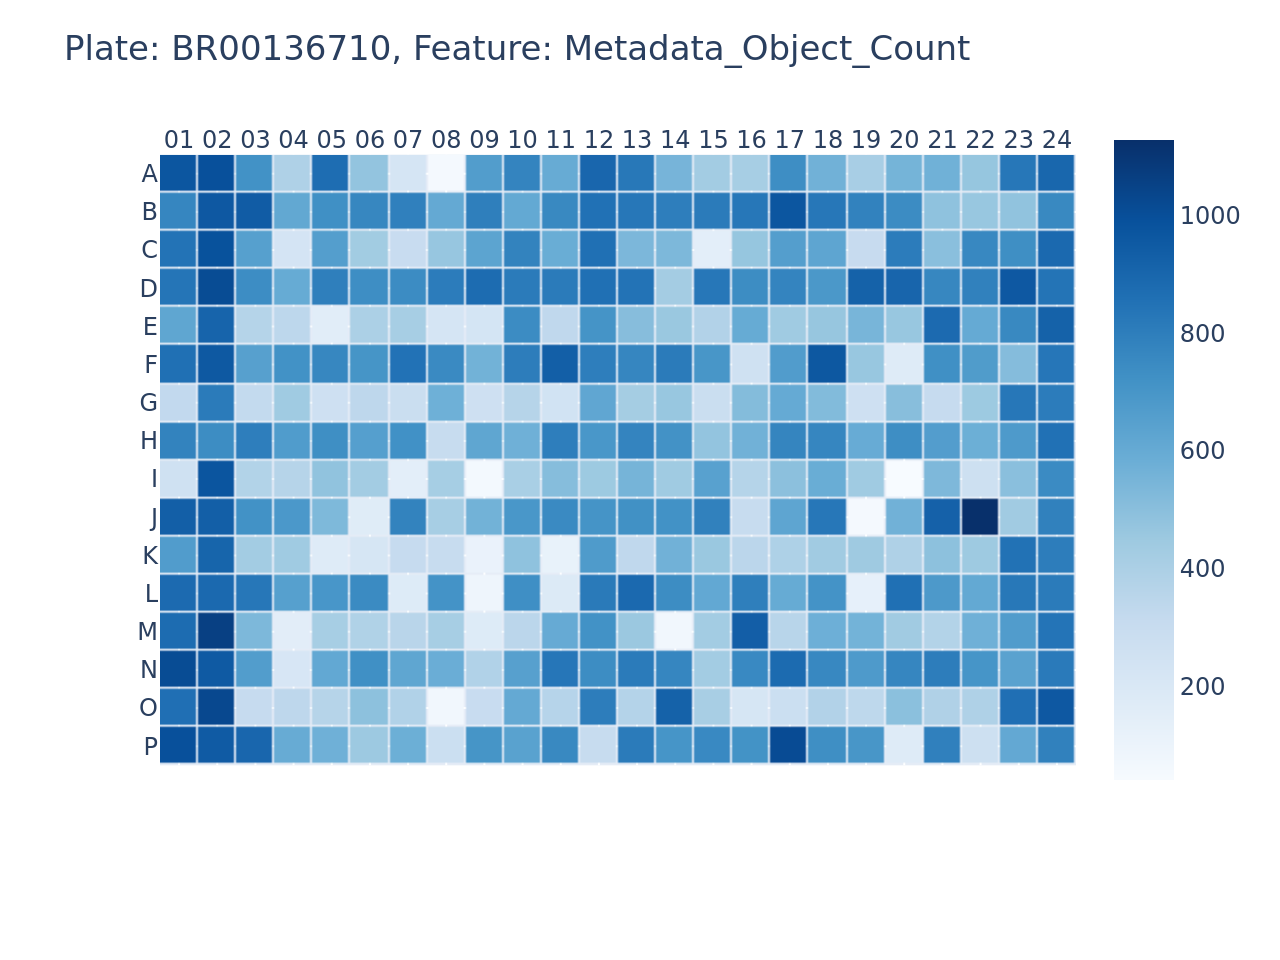 Plate: BR00136710, Feature: Metadata_Object_Count
01 02 03 04 05 06 07 08 09 10 11 12 13 14 15 16 17 18 19 20 21 22 23 24
A
B
C
D
E
F
G
H
I
J
K
L
M
N
O
P
1000
800
600
400
200